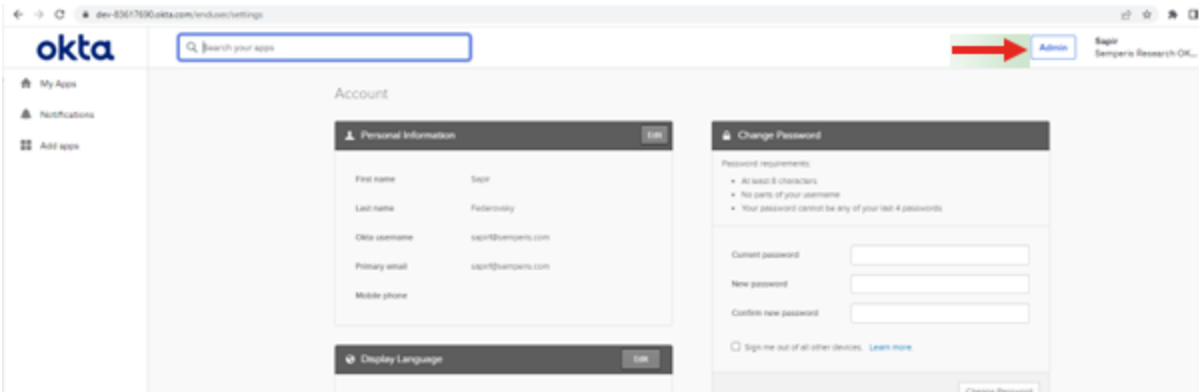 dev-83617690.okta.com/enduser/settings
okta
Search your apps
Admin
Sapir
Semperis Research OK...
My Apps
Notifications
Add apps
Account
Personal Information
Edit
First name Sapir
Last name Fedarovsky
Okta username sapirf@semperis.com
Primary email sapirf@semperis.com
Mobile phone
Display Language
Edit
Change Password
Password requirements:
• At least 8 characters
• No parts of your username
• Your password cannot be any of your last 4 passwords
Current password
New password
Confirm new password
Sign me out of all other devices. Learn more.
Change Password